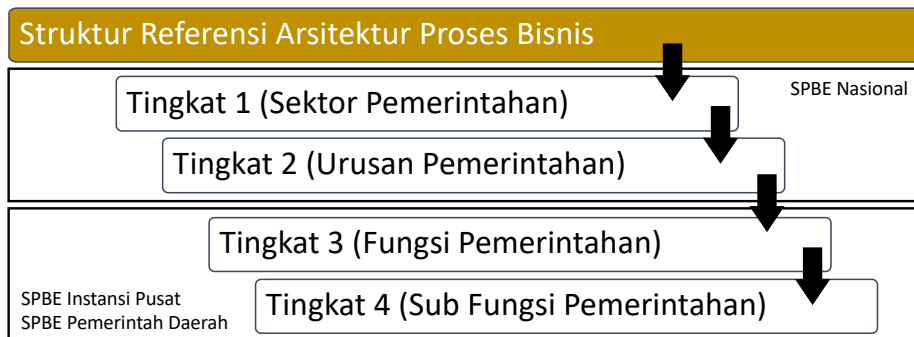 Struktur Referensi Arsitektur Proses Bisnis
Tingkat 1 (Sektor Pemerintahan)
SPBE Nasional
Tingkat 2 (Urusan Pemerintahan)
Tingkat 3 (Fungsi Pemerintahan)
Tingkat 4 (Sub Fungsi Pemerintahan)
SPBE Instansi Pusat
SPBE Pemerintah Daerah